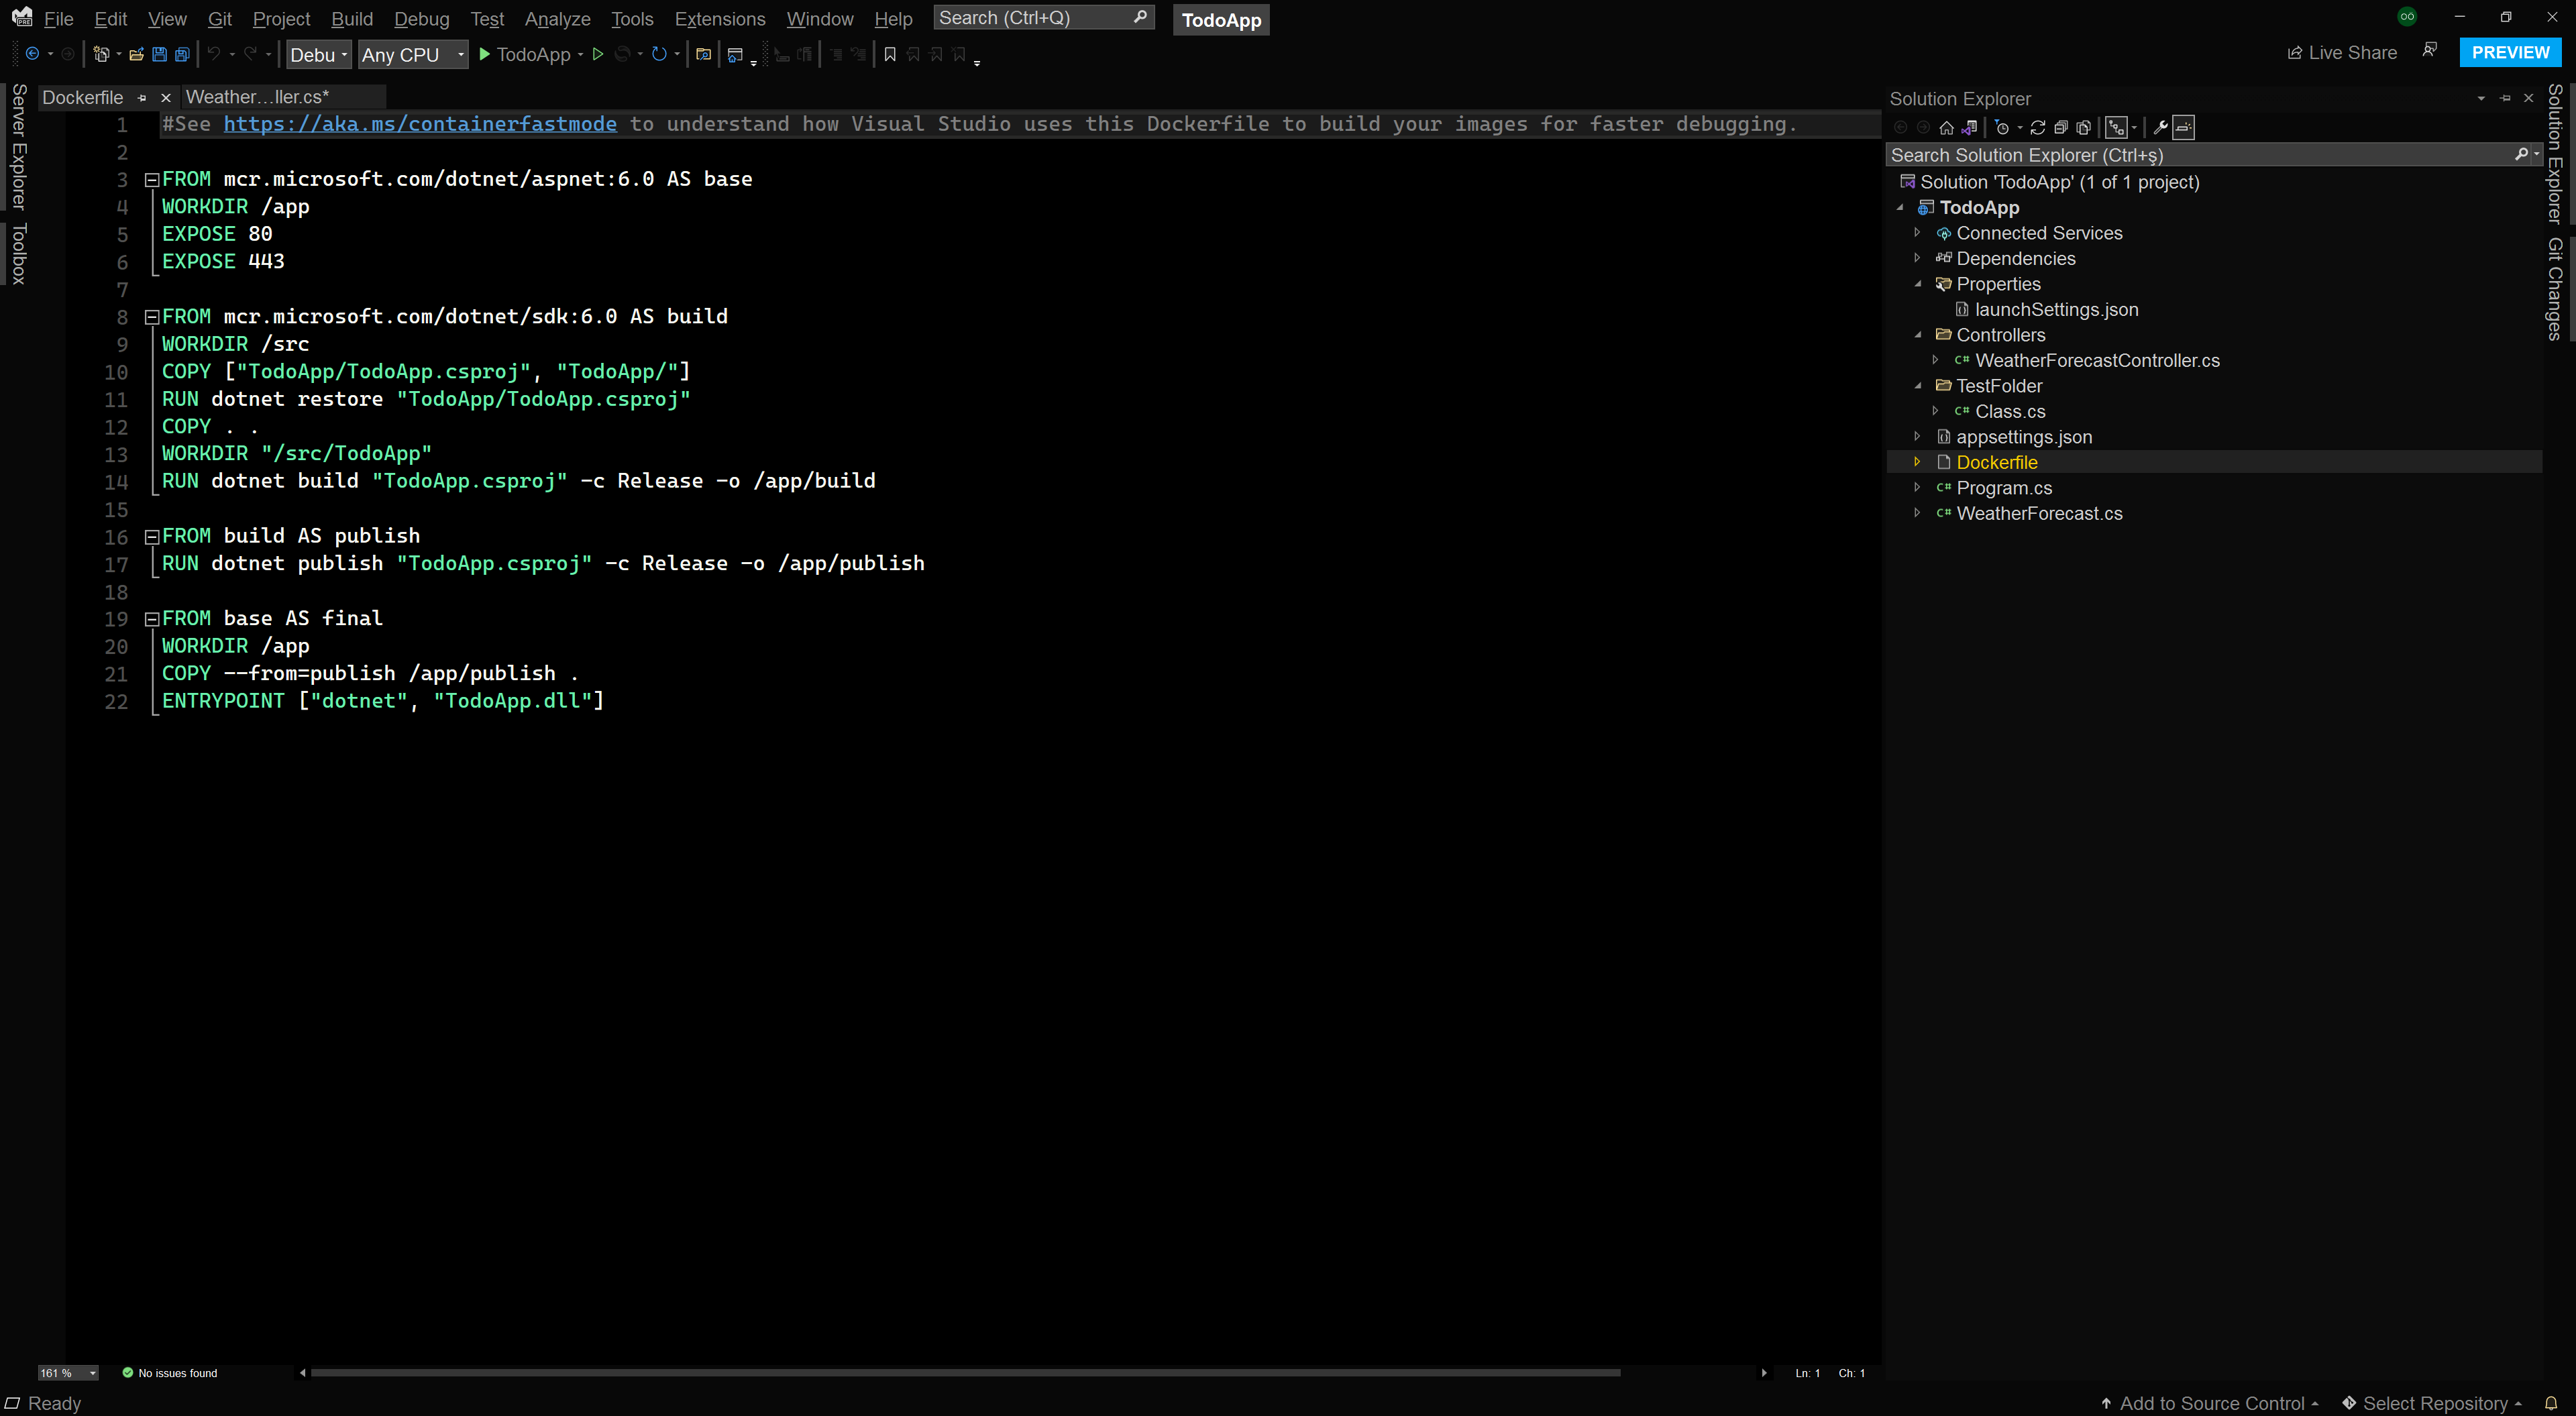 File Edit View Git Project Build Debug Test Analyze Tools Extensions Window Help Search (Ctrl+Q) TodoApp OO
Debu Any CPU TodoApp Live Share PREVIEW
Server Explorer
Toolbox
Dockerfile Weather...ller.cs*
1 #See https://aka.ms/containerfastmode to understand how Visual Studio uses this Dockerfile to build your images for faster debugging.
2
3 FROM mcr.microsoft.com/dotnet/aspnet:6.0 AS base
4 WORKDIR /app
5 EXPOSE 80
6 EXPOSE 443
7
8 FROM mcr.microsoft.com/dotnet/sdk:6.0 AS build
9 WORKDIR /src
10 COPY ["TodoApp/TodoApp.csproj", "TodoApp/"]
11 RUN dotnet restore "TodoApp/TodoApp.csproj"
12 COPY . .
13 WORKDIR "/src/TodoApp"
14 RUN dotnet build "TodoApp.csproj" -c Release -o /app/build
15
16 FROM build AS publish
17 RUN dotnet publish "TodoApp.csproj" -c Release -o /app/publish
18
19 FROM base AS final
20 WORKDIR /app
21 COPY --from=publish /app/publish .
22 ENTRYPOINT ["dotnet", "TodoApp.dll"]
161 % No issues found Ln: 1 Ch: 1
Solution Explorer
Search Solution Explorer (Ctrl+ş)
Solution 'TodoApp' (1 of 1 project)
TodoApp
Connected Services
Dependencies
Properties
launchSettings.json
Controllers
C# WeatherForecastController.cs
TestFolder
C# Class.cs
appsettings.json
Dockerfile
C# Program.cs
C# WeatherForecast.cs
Solution Explorer
Git Changes
Ready Add to Source Control Select Repository